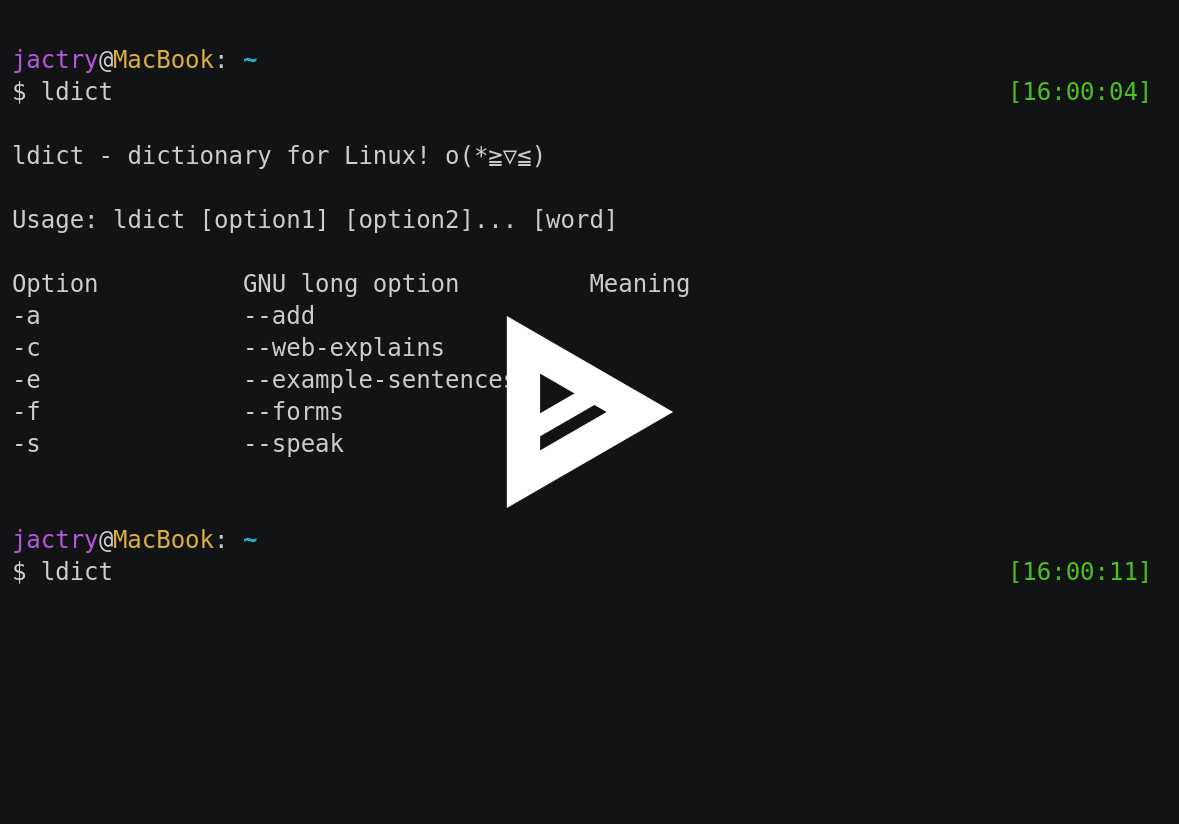 jactry@MacBook: ~
$ ldict [16:00:04]
ldict - dictionary for Linux! o(*≧▽≦)
Usage: ldict [option1] [option2]... [word]
Option GNU long option Meaning
-a --add
-c --web-explains
-e --example-sentences
-f --forms
-s --speak
jactry@MacBook: ~
$ ldict [16:00:11]